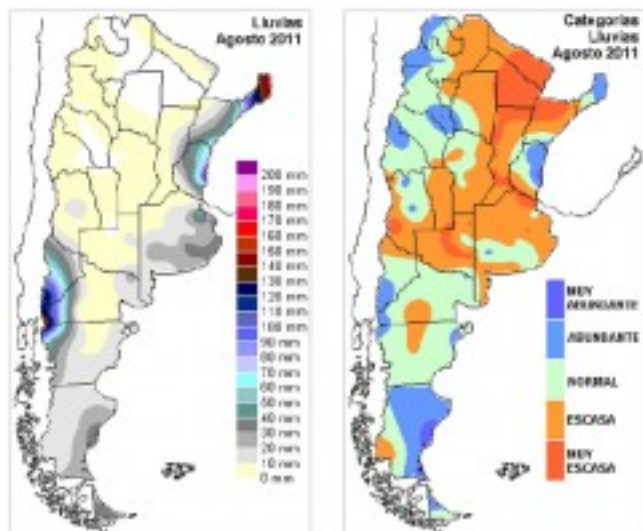 Lluvias
Agosto 2011
200 mm
190 mm
180 mm
170 mm
160 mm
150 mm
140 mm
130 mm
120 mm
110 mm
100 mm
90 mm
80 mm
70 mm
60 mm
50 mm
40 mm
30 mm
20 mm
10 mm
0 mm
Categorías
Lluvias
Agosto 2011
MUY
ABUNDANTE
ABUNDANTE
NORMAL
ESCASA
MUY
ESCASA